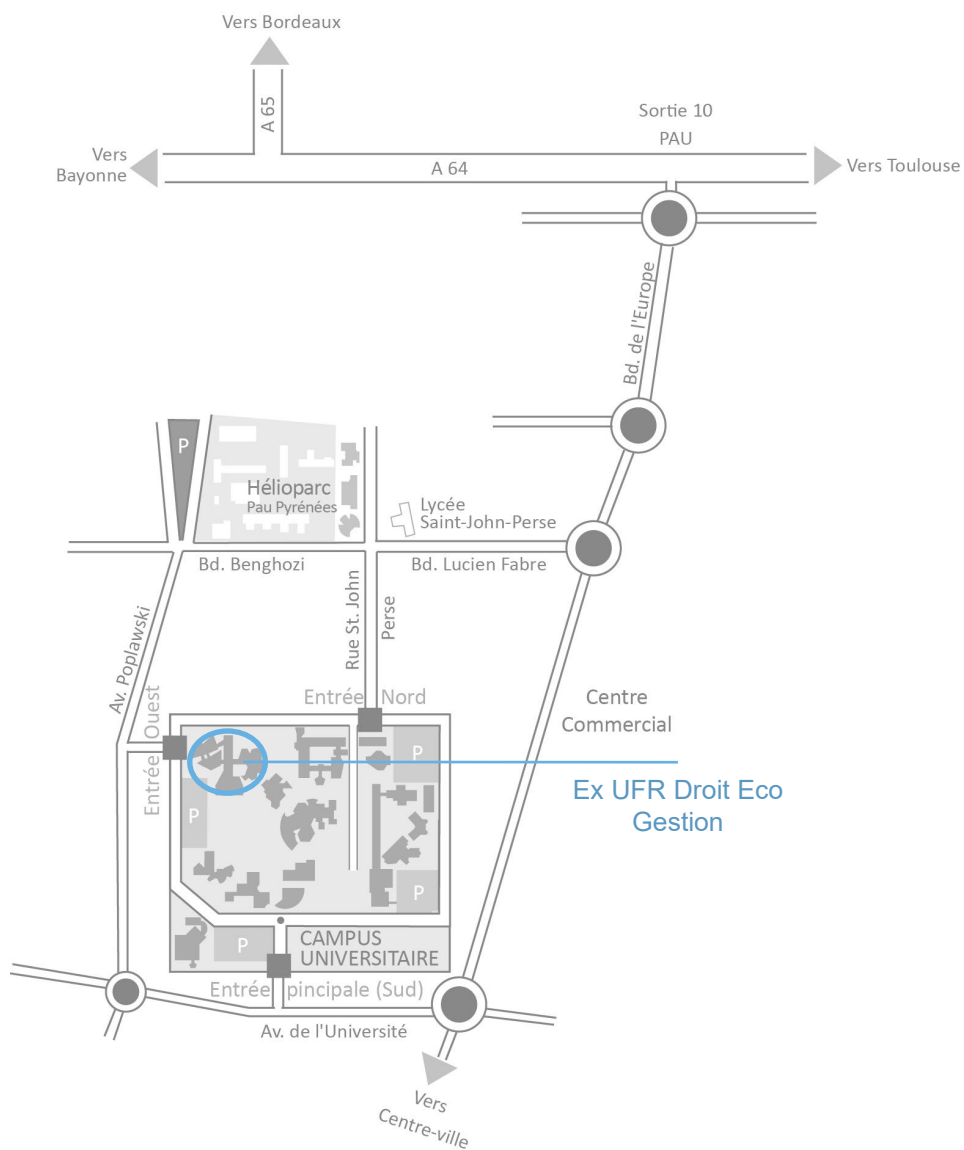 Vers Bordeaux
A 65
Sortie 10
PAU
Vers
Bayonne
A 64
Vers Toulouse
Bd. de l'Europe
P
Hélioparc
Pau Pyrénées
Lycée
Saint-John-Perse
Bd. Benghozi
Bd. Lucien Fabre
Av. Poplawski
Rue St. John
Perse
Entrée Nord
Entrée Ouest
Centre
Commercial
P
Ex UFR Droit Eco
Gestion
P
P
P
CAMPUS
UNIVERSITAIRE
Entrée pincipale (Sud)
Av. de l'Université
Vers
Centre-ville